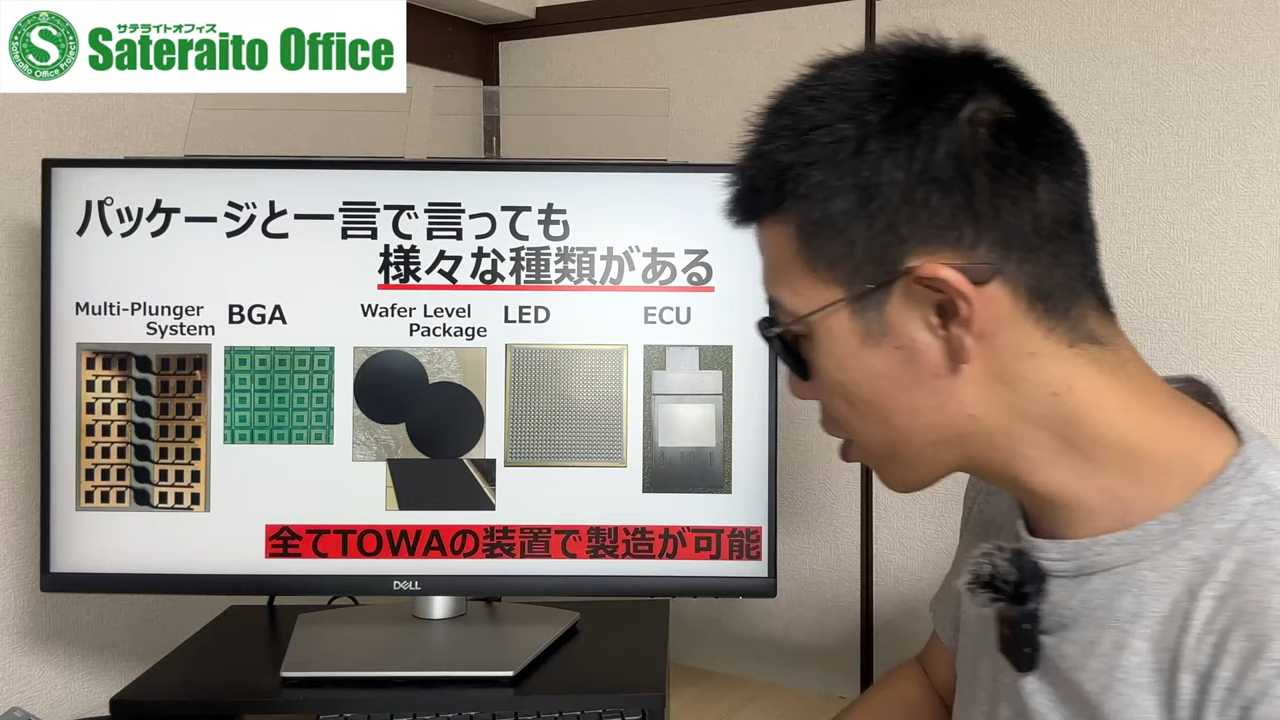 サテライトオフィス
Sateraito Office
Sateraito Office Project
パッケージと一言で言っても
様々な種類がある
Multi-Plunger
System
BGA
Wafer Level
Package
LED
ECU
全てTOWAの装置で製造が可能
DELL